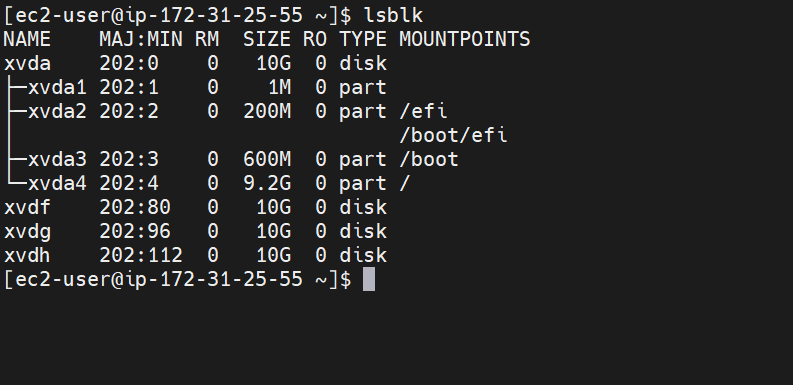 [ec2-user@ip-172-31-25-55 ~]$ lsblk
NAME    MAJ:MIN RM  SIZE RO TYPE MOUNTPOINTS
xvda    202:0    0   10G  0 disk
├─xvda1 202:1    0    1M  0 part
├─xvda2 202:2    0  200M  0 part /efi
│                                /boot/efi
├─xvda3 202:3    0  600M  0 part /boot
└─xvda4 202:4    0  9.2G  0 part /
xvdf    202:80   0   10G  0 disk
xvdg    202:96   0   10G  0 disk
xvdh    202:112  0   10G  0 disk
[ec2-user@ip-172-31-25-55 ~]$